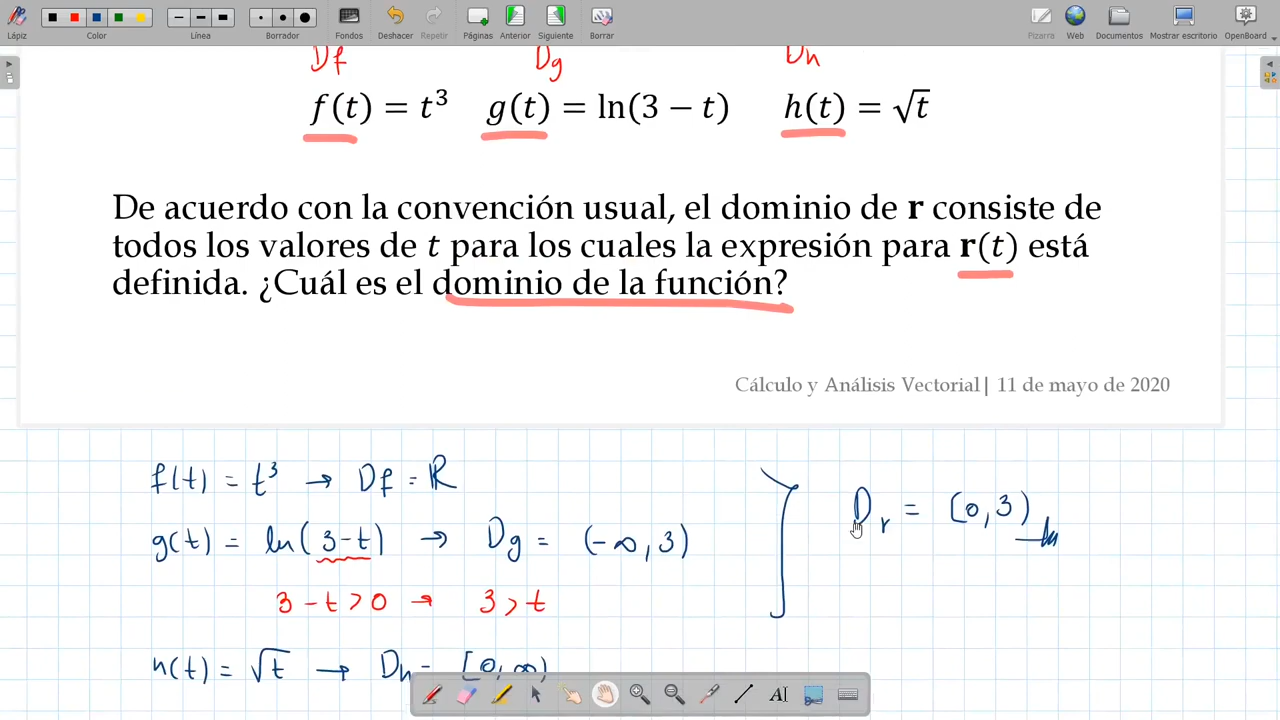 Lápiz Color Línea Borrador Fondos Deshacer Repetir Páginas Anterior Siguiente Borrar Pizarra Web Documentos Mostrar escritorio OpenBoard
Df Dg Dh
f(t) = t³ g(t) = ln(3 − t) h(t) = √t
De acuerdo con la convención usual, el dominio de r consiste de
todos los valores de t para los cuales la expresión para r(t) está
definida. ¿Cuál es el dominio de la función?
Cálculo y Análisis Vectorial| 11 de mayo de 2020
f(t) = t³ → Df = ℝ
g(t) = ln(3-t) → Dg = (-∞,3)
3-t>0 → 3>t
h(t) = √t → Dh = [0,∞)
Dr = [0,3)
AI